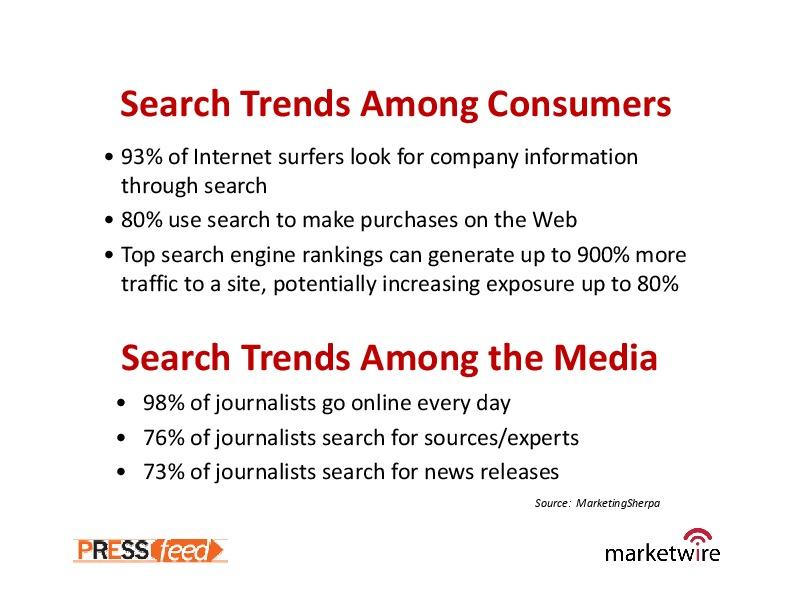 Search Trends Among Consumers
• 93% of Internet surfers look for company information
through search
• 80% use search to make purchases on the Web
• Top search engine rankings can generate up to 900% more
traffic to a site, potentially increasing exposure up to 80%
Search Trends Among the Media
• 98% of journalists go online every day
• 76% of journalists search for sources/experts
• 73% of journalists search for news releases
Source: MarketingSherpa
PRESSfeed
marketwire